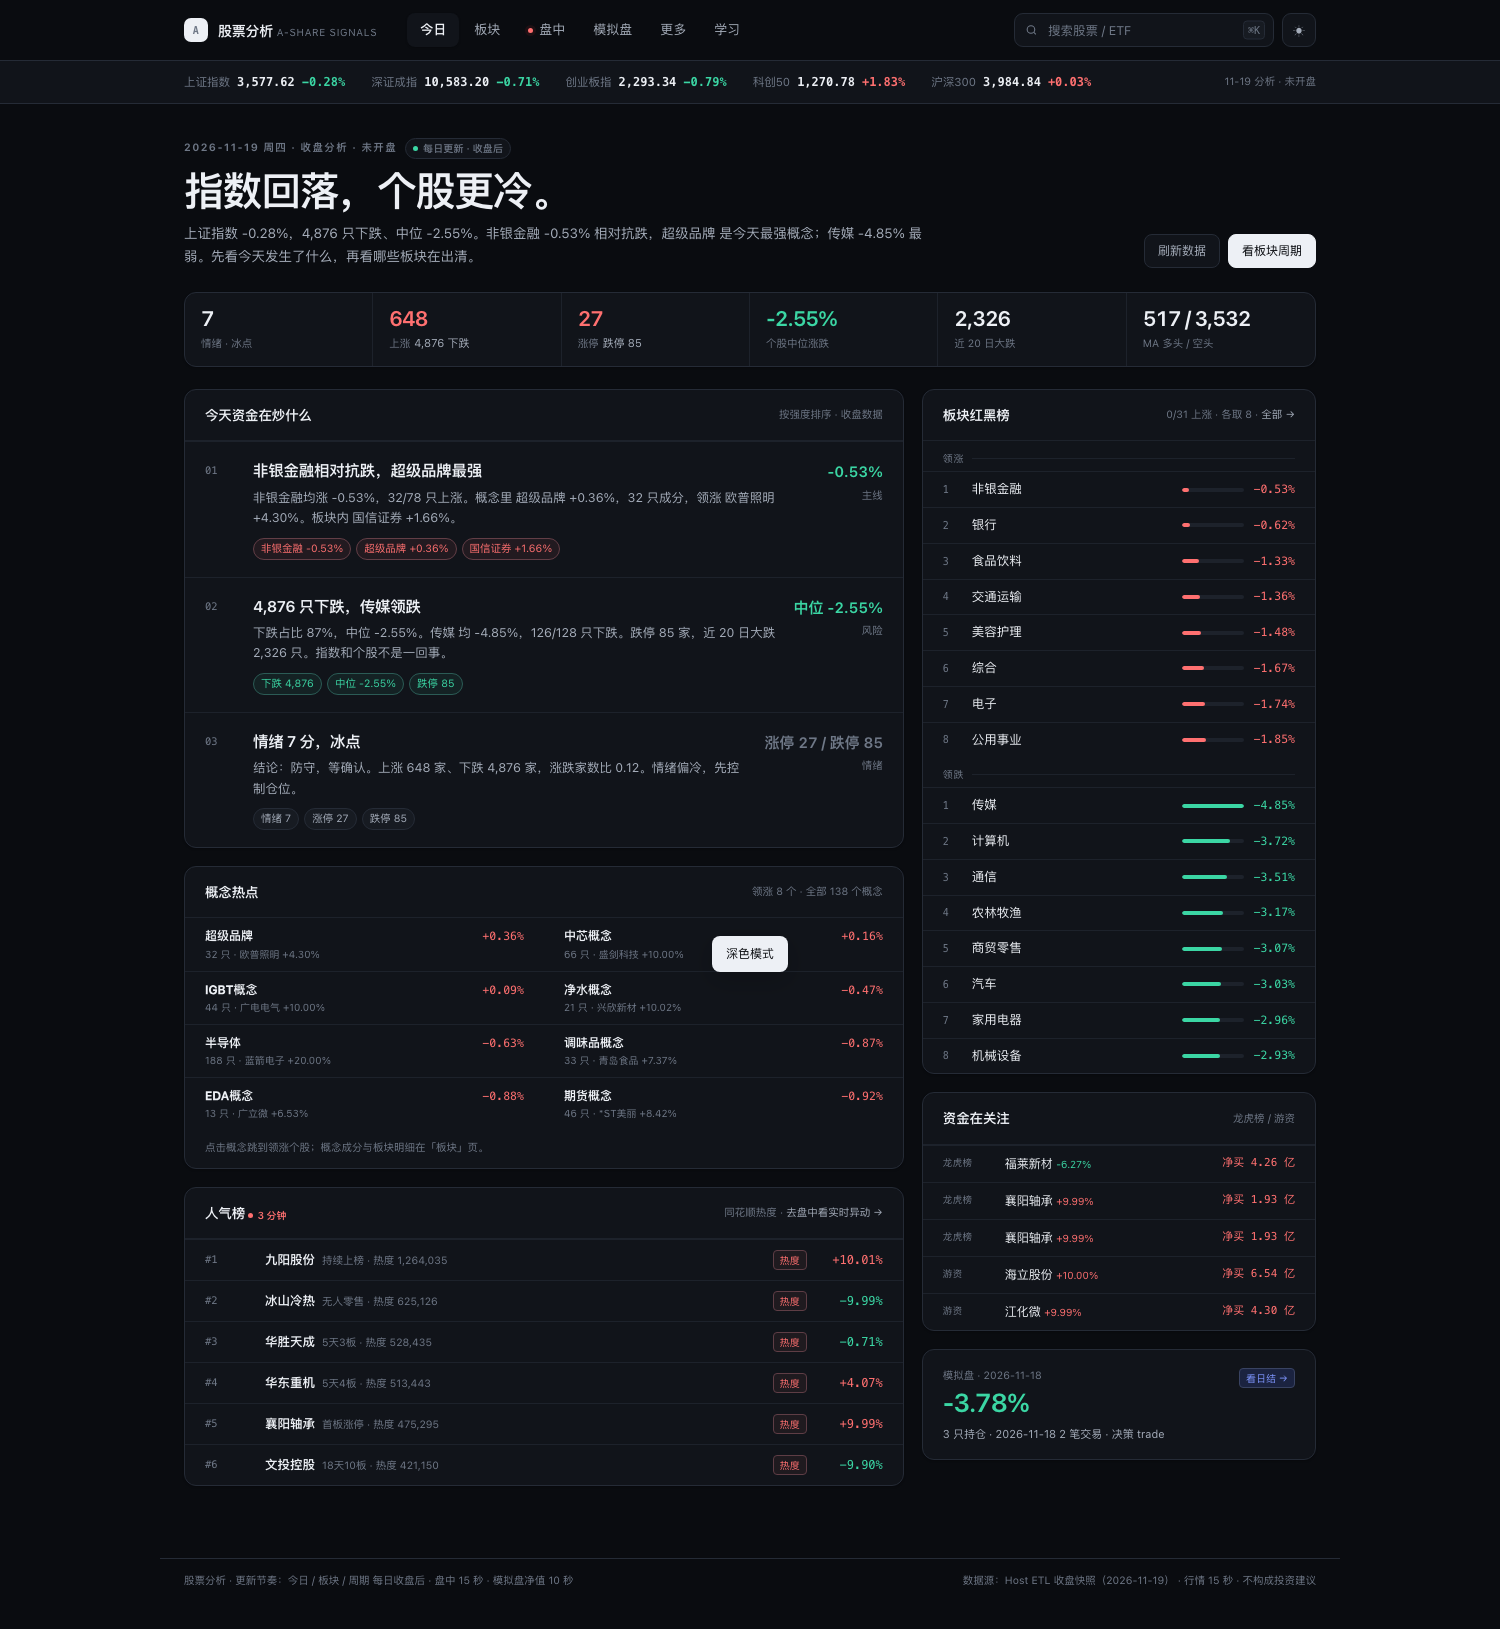 A 股票分析 A-SHARE SIGNALS 今日 板块 盘中 模拟盘 更多 学习 搜索股票 / ETF ⌘K
上证指数 3,577.62 −0.28% 深证成指 10,583.20 −0.71% 创业板指 2,293.34 −0.79% 科创50 1,270.78 +1.83% 沪深300 3,984.84 +0.03% 11-19 分析 · 未开盘
2026-11-19 周四 · 收盘分析 · 未开盘 每日更新 · 收盘后
指数回落，个股更冷。
上证指数 -0.28%，4,876 只下跌、中位 -2.55%。非银金融 -0.53% 相对抗跌，超级品牌 是今天最强概念；传媒 -4.85% 最
弱。先看今天发生了什么，再看哪些板块在出清。
刷新数据 看板块周期
7 648 27 -2.55% 2,326 517 / 3,532
情绪 · 冰点 上涨 4,876 下跌 涨停 跌停 85 个股中位涨跌 近 20 日大跌 MA 多头 / 空头
今天资金在炒什么 按强度排序 · 收盘数据
01 非银金融相对抗跌，超级品牌最强 -0.53%
非银金融均涨 -0.53%，32/78 只上涨。概念里 超级品牌 +0.36%，32 只成分，领涨 欧普照明 主线
+4.30%。板块内 国信证券 +1.66%。
非银金融 -0.53% 超级品牌 +0.36% 国信证券 +1.66%
02 4,876 只下跌，传媒领跌 中位 -2.55%
下跌占比 87%，中位 -2.55%。传媒 均 -4.85%，126/128 只下跌。跌停 85 家，近 20 日大跌 风险
2,326 只。指数和个股不是一回事。
下跌 4,876 中位 -2.55% 跌停 85
03 情绪 7 分，冰点 涨停 27 / 跌停 85
结论：防守，等确认。上涨 648 家、下跌 4,876 家，涨跌家数比 0.12。情绪偏冷，先控 情绪
制仓位。
情绪 7 涨停 27 跌停 85
概念热点 领涨 8 个 · 全部 138 个概念
超级品牌 +0.36% 中芯概念 +0.16%
32 只 · 欧普照明 +4.30% 66 只 · 盛剑科技 +10.00%
深色模式
IGBT概念 +0.09% 净水概念 −0.47%
44 只 · 广电电气 +10.00% 21 只 · 兴欣新材 +10.02%
半导体 −0.63% 调味品概念 −0.87%
188 只 · 蓝箭电子 +20.00% 33 只 · 青岛食品 +7.37%
EDA概念 −0.88% 期货概念 −0.92%
13 只 · 广立微 +6.53% 46 只 · *ST美丽 +8.42%
点击概念跳到领涨个股；概念成分与板块明细在「板块」页。
人气榜 3 分钟 同花顺热度 · 去盘中看实时异动 →
#1 九阳股份 持续上榜 · 热度 1,264,035 热度 +10.01%
#2 冰山冷热 无人零售 · 热度 625,126 热度 −9.99%
#3 华胜天成 5天3板 · 热度 528,435 热度 −0.71%
#4 华东重机 5天4板 · 热度 513,443 热度 +4.07%
#5 襄阳轴承 首板涨停 · 热度 475,295 热度 +9.99%
#6 文投控股 18天10板 · 热度 421,150 热度 −9.90%
板块红黑榜 0/31 上涨 · 各取 8 · 全部 →
领涨
1 非银金融 −0.53%
2 银行 −0.62%
3 食品饮料 −1.33%
4 交通运输 −1.36%
5 美容护理 −1.48%
6 综合 −1.67%
7 电子 −1.74%
8 公用事业 −1.85%
领跌
1 传媒 −4.85%
2 计算机 −3.72%
3 通信 −3.51%
4 农林牧渔 −3.17%
5 商贸零售 −3.07%
6 汽车 −3.03%
7 家用电器 −2.96%
8 机械设备 −2.93%
资金在关注 龙虎榜 / 游资
龙虎榜 福莱新材 -6.27% 净买 4.26 亿
龙虎榜 襄阳轴承 +9.99% 净买 1.93 亿
龙虎榜 襄阳轴承 +9.99% 净买 1.93 亿
游资 海立股份 +10.00% 净买 6.54 亿
游资 江化微 +9.99% 净买 4.30 亿
模拟盘 · 2026-11-18 看日结 →
-3.78%
3 只持仓 · 2026-11-18 2 笔交易 · 决策 trade
股票分析 · 更新节奏：今日 / 板块 / 周期 每日收盘后 · 盘中 15 秒 · 模拟盘净值 10 秒 数据源：Host ETL 收盘快照（2026-11-19） · 行情 15 秒 · 不构成投资建议